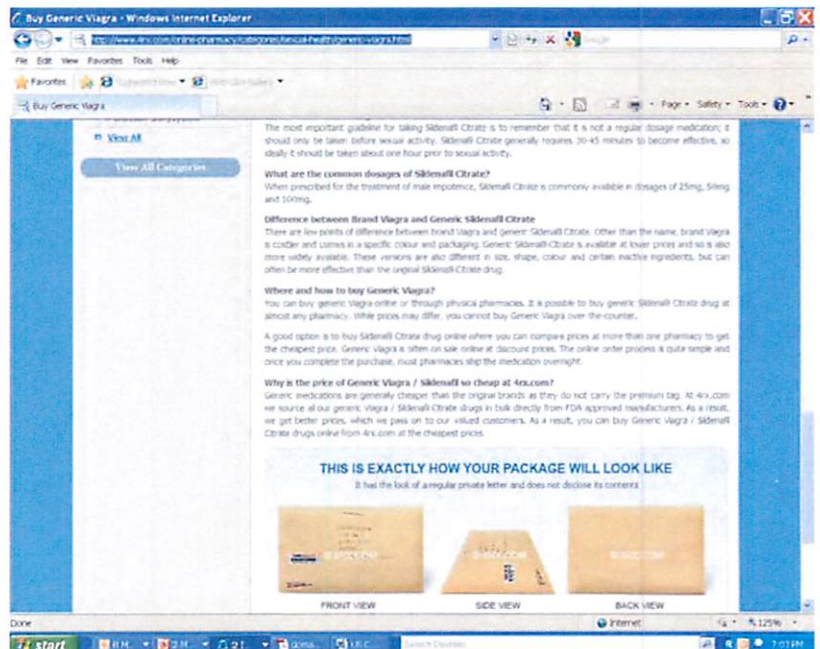 Buy Generic Viagra - Windows Internet Explorer
http://www.4rx.com/online-pharmacy/categories/sexual-health/generic-viagra.html
File Edit View Favorites Tools Help
Favorites
Buy Generic Viagra
Page Safety Tools
View All
View All Categories
The most important guideline for taking Sildenafil Citrate is to remember that it is not a regular dosage medication; it
should only be taken before sexual activity. Sildenafil Citrate generally requires 30-45 minutes to become effective, so
ideally it should be taken about one hour prior to sexual activity.
What are the common dosages of Sildenafil Citrate?
When prescribed for the treatment of male impotence, Sildenafil Citrate is commonly available in dosages of 25mg, 50mg
and 100mg.
Difference between Brand Viagra and Generic Sildenafil Citrate
There are few points of difference between brand Viagra and generic Sildenafil Citrate. Other than the name, brand Viagra
is costlier and comes in a specific colour and packaging. Generic Sildenafil-Citrate is available at lower prices and so is also
more widely available. These versions are also different in size, shape, colour and certain inactive ingredients, but can
often be more effective than the original Sildenafil Citrate drug.
Where and how to buy Generic Viagra?
You can buy generic Viagra online or through physical pharmacies. It is possible to buy generic Sildenafil Citrate drug at
almost any pharmacy. While prices may differ, you cannot buy Generic Viagra over-the-counter.
A good option is to buy Sildenafil Citrate drug online where you can compare prices at more than one pharmacy to get
the cheapest price. Generic Viagra is often on sale online at discount prices. The online order process is quite simple and
once you complete the purchase, most pharmacies ship the medication overnight.
Why is the price of Generic Viagra / Sildenafil so cheap at 4rx.com?
Generic medications are generally cheaper than the original brands as they do not carry the premium tag. At 4rx.com
we source all our generic Viagra / Sildenafil Citrate drugs in bulk directly from FDA approved manufacturers. As a result,
we get better prices, which we pass on to our valued customers. As a result, you can buy Generic Viagra / Sildenafil
Citrate drugs online from 4rx.com at the cheapest prices.
THIS IS EXACTLY HOW YOUR PACKAGE WILL LOOK LIKE
It has the look of a regular private letter and does not disclose its contents
FRONT VIEW SIDE VIEW BACK VIEW
Done Internet 125%
start 7:02 PM